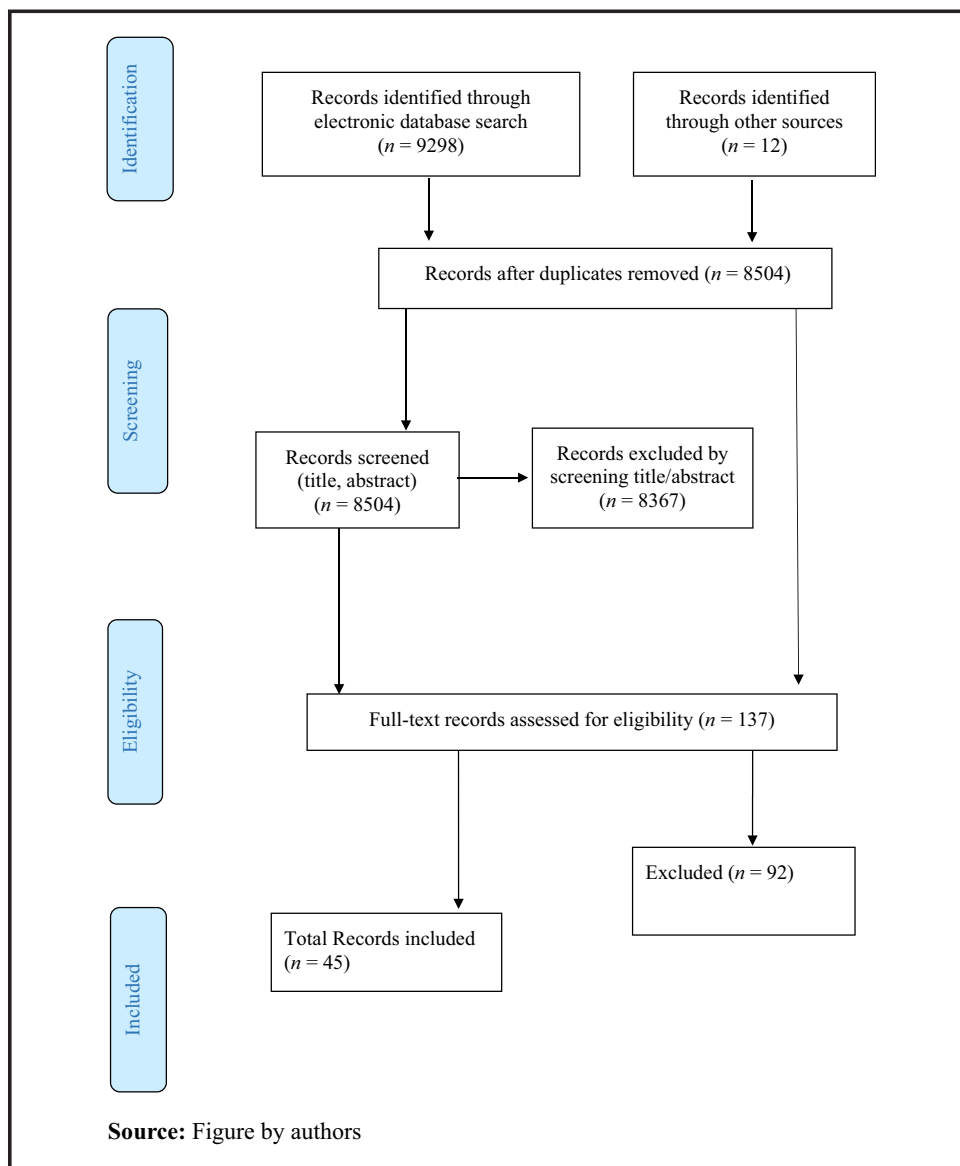 Identification
Records identified through
electronic database search
(n = 9298)
Records identified
through other sources
(n = 12)
Records after duplicates removed (n = 8504)
Screening
Records screened
(title, abstract)
(n = 8504)
Records excluded by
screening title/abstract
(n = 8367)
Eligibility
Full-text records assessed for eligibility (n = 137)
Excluded (n = 92)
Included
Total Records included
(n = 45)
Source: Figure by authors